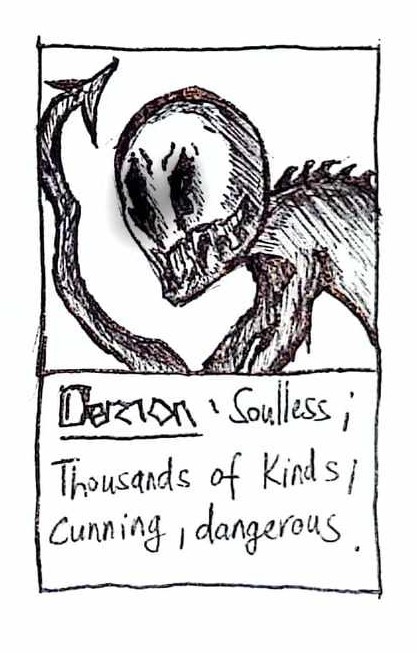 Demon: Soulless;
Thousands of Kinds,
Cunning, dangerous.